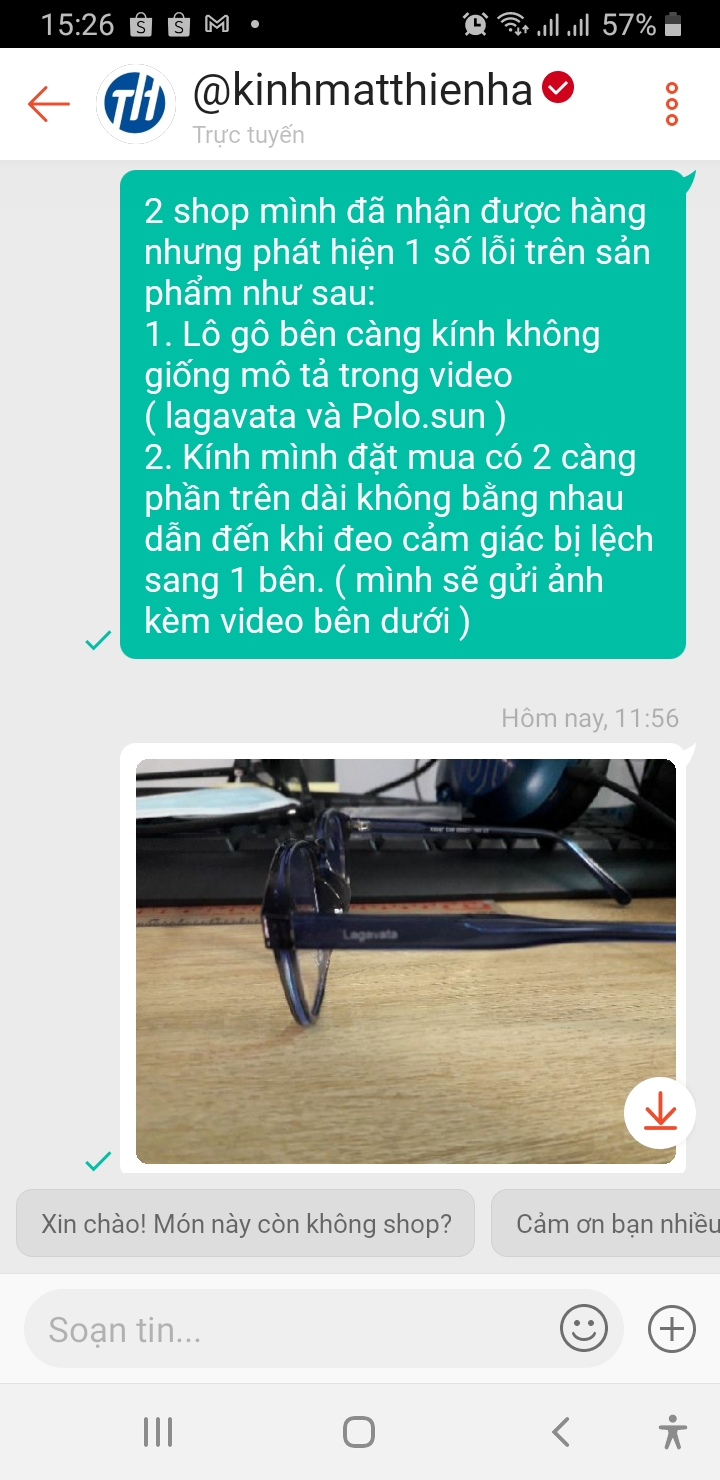 15:26
57%
TH
@kinhmatthienha
Trực tuyến
2 shop mình đã nhận được hàng
nhưng phát hiện 1 số lỗi trên sản
phẩm như sau:
1. Lô gô bên càng kính không
giống mô tả trong video
( lagavata và Polo.sun )
2. Kính mình đặt mua có 2 càng
phần trên dài không bằng nhau
dẫn đến khi đeo cảm giác bị lệch
sang 1 bên. ( mình sẽ gửi ảnh
kèm video bên dưới )
Hôm nay, 11:56
Lagavata
Xin chào! Món này còn không shop?
Cảm ơn bạn nhiều
Soạn tin...